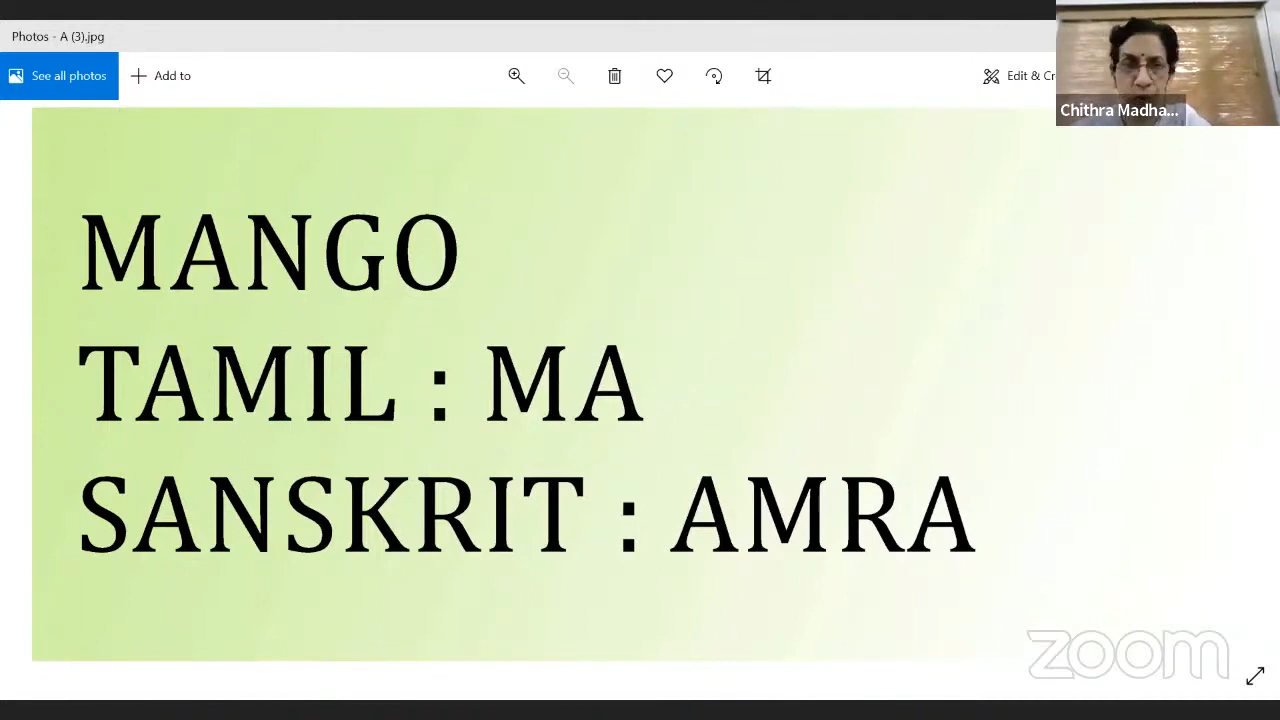 Photos - A (3).jpg
See all photos
Add to
Edit & Cr
Chithra Madha...
MANGO
TAMIL : MA
SANSKRIT : AMRA
zoom